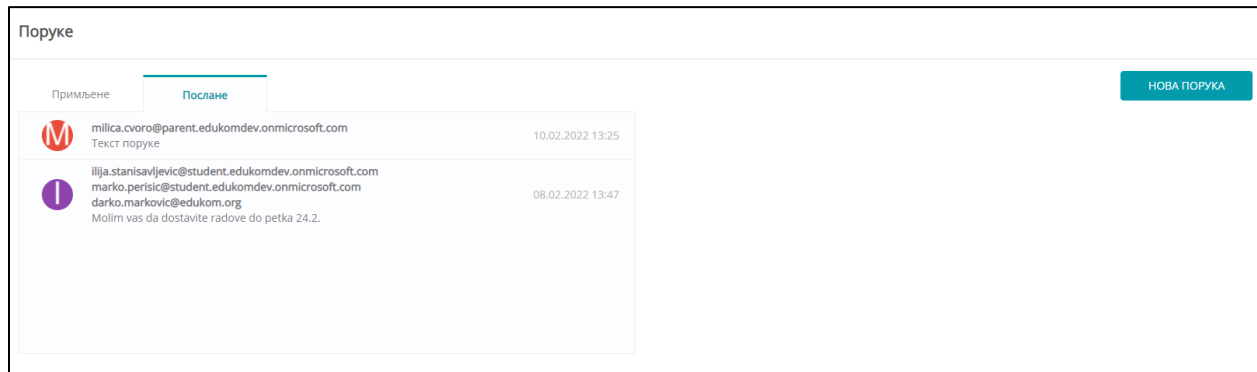 Поруке
Примљене
Послане
НОВА ПОРУКА
M
milica.cvoro@parent.edukomdev.onmicrosoft.com
Текст поруке
10.02.2022 13:25
I
ilija.stanisavljevic@student.edukomdev.onmicrosoft.com
marko.perisic@student.edukomdev.onmicrosoft.com
darko.markovic@edukom.org
Molim vas da dostavite radove do petka 24.2.
08.02.2022 13:47